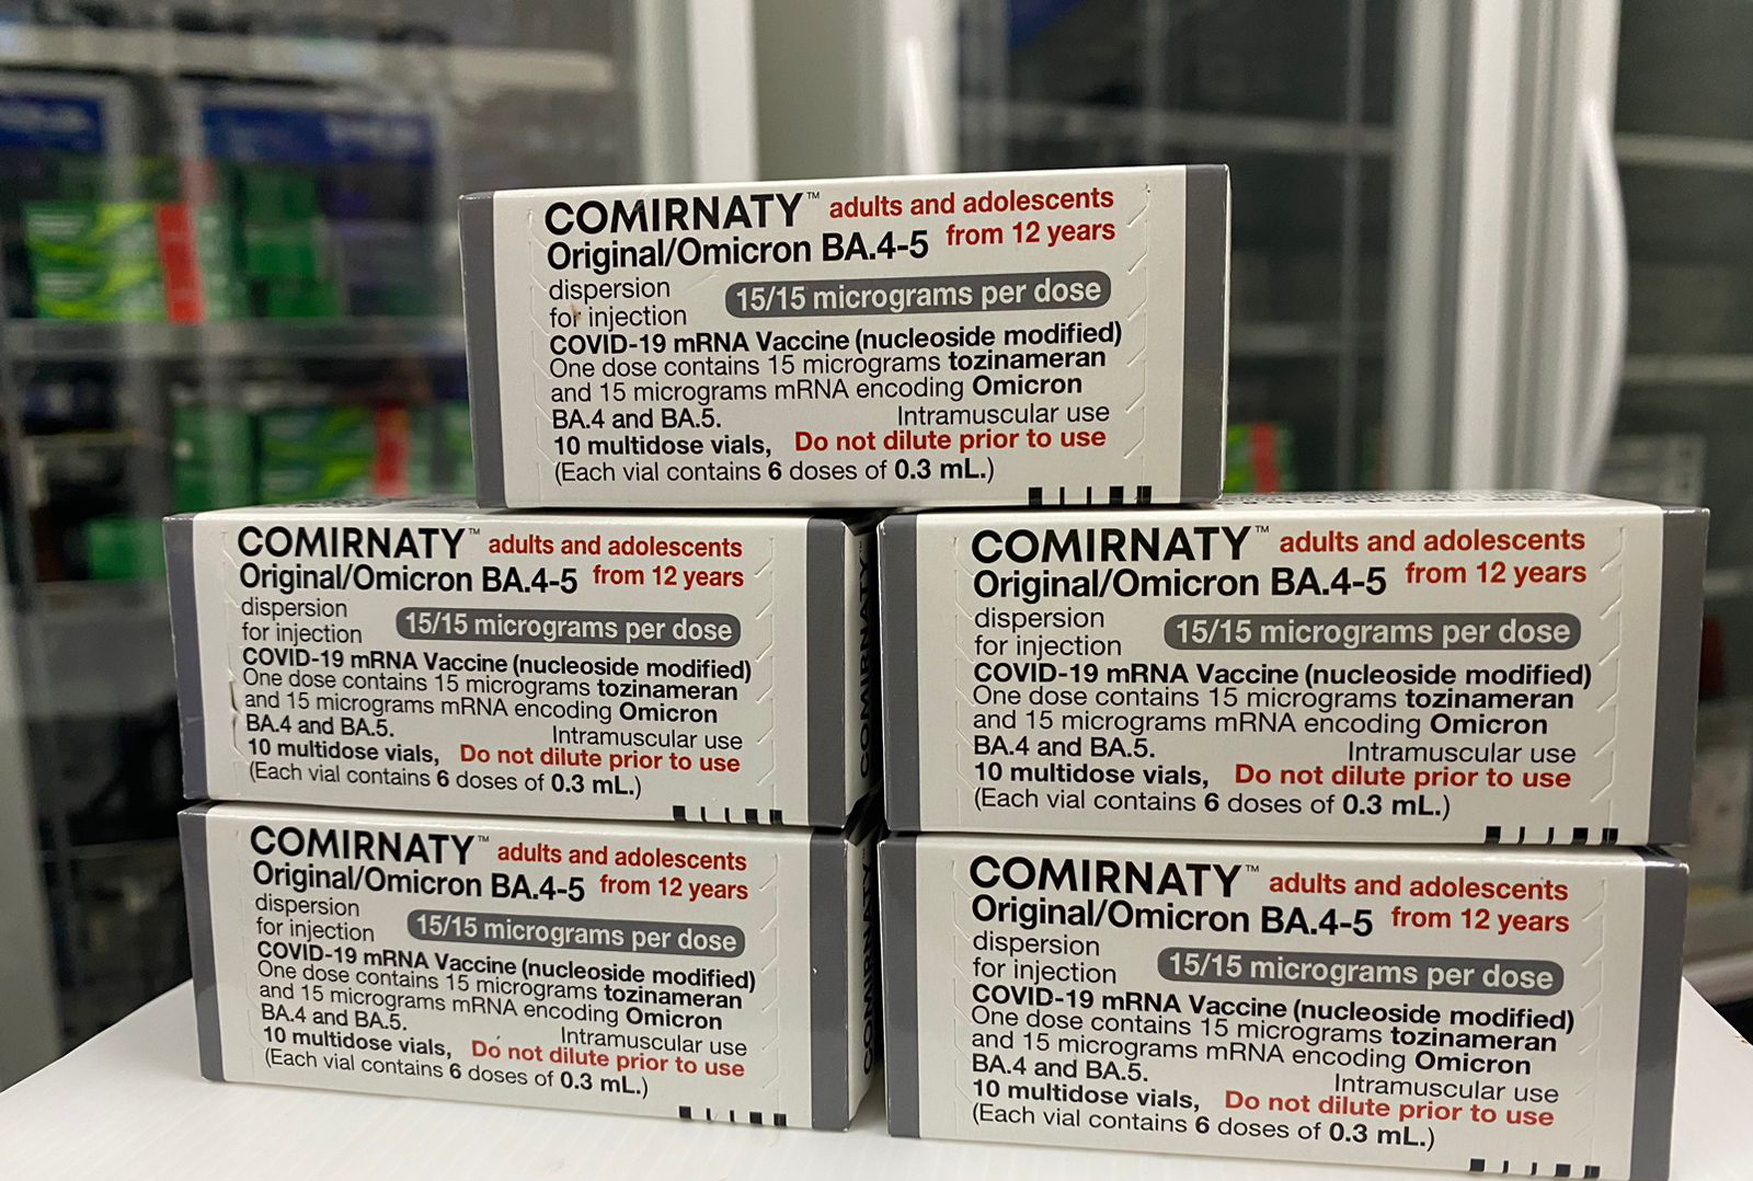 COMIRNATY™ adults and adolescents
Original/Omicron BA.4-5 from 12 years
dispersion
for injection 15/15 micrograms per dose
COVID-19 mRNA Vaccine (nucleoside modified)
One dose contains 15 micrograms tozinameran
and 15 micrograms mRNA encoding Omicron
BA.4 and BA.5. Intramuscular use
10 multidose vials, Do not dilute prior to use
(Each vial contains 6 doses of 0.3 mL.)
COMIRNATY™ adults and adolescents
Original/Omicron BA.4-5 from 12 years
dispersion
for injection 15/15 micrograms per dose
COVID-19 mRNA Vaccine (nucleoside modified)
One dose contains 15 micrograms tozinameran
and 15 micrograms mRNA encoding Omicron
BA.4 and BA.5. Intramuscular use
10 multidose vials, Do not dilute prior to use
(Each vial contains 6 doses of 0.3 mL.)
COMIRNATY™
COMIRNATY™ adults and adolescents
Original/Omicron BA.4-5 from 12 years
dispersion
for injection 15/15 micrograms per dose
COVID-19 mRNA Vaccine (nucleoside modified)
One dose contains 15 micrograms tozinameran
and 15 micrograms mRNA encoding Omicron
BA.4 and BA.5. Intramuscular use
10 multidose vials, Do not dilute prior to use
(Each vial contains 6 doses of 0.3 mL.)
COMIRNATY™ adults and adolescents
Original/Omicron BA.4-5 from 12 years
dispersion
for injection 15/15 micrograms per dose
COVID-19 mRNA Vaccine (nucleoside modified)
One dose contains 15 micrograms tozinameran
and 15 micrograms mRNA encoding Omicron
BA.4 and BA.5. Intramuscular use
10 multidose vials, Do not dilute prior to use
(Each vial contains 6 doses of 0.3 mL.)
COMIRNATY™
COMIRNATY™ adults and adolescents
Original/Omicron BA.4-5 from 12 years
dispersion
for injection 15/15 micrograms per dose
COVID-19 mRNA Vaccine (nucleoside modified)
One dose contains 15 micrograms tozinameran
and 15 micrograms mRNA encoding Omicron
BA.4 and BA.5. Intramuscular use
10 multidose vials, Do not dilute prior to use
(Each vial contains 6 doses of 0.3 mL.)